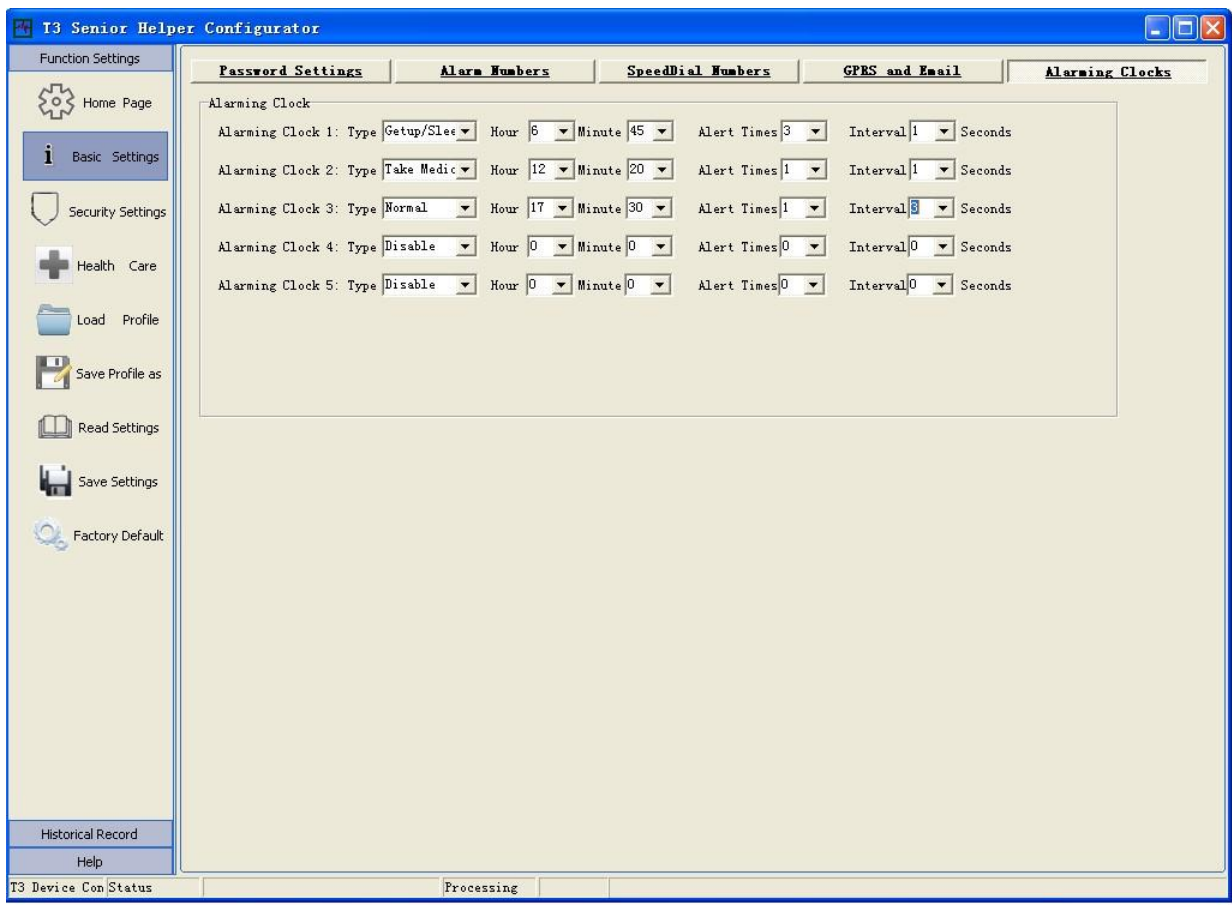 T3 Senior Helper Configurator
Function Settings
Home Page
Basic Settings
Security Settings
Health Care
Load Profile
Save Profile as
Read Settings
Save Settings
Factory Default
Historical Record
Help
Password Settings Alarm Numbers SpeedDial Numbers GPRS and Email Alarming Clocks
Alarming Clock
Alarming Clock 1: Type Getup/Slee Hour 6 Minute 45 Alert Times 3 Interval 1 Seconds
Alarming Clock 2: Type Take Medic Hour 12 Minute 20 Alert Times 1 Interval 1 Seconds
Alarming Clock 3: Type Normal Hour 17 Minute 30 Alert Times 1 Interval 3 Seconds
Alarming Clock 4: Type Disable Hour 0 Minute 0 Alert Times 0 Interval 0 Seconds
Alarming Clock 5: Type Disable Hour 0 Minute 0 Alert Times 0 Interval 0 Seconds
T3 Device Con Status Processing